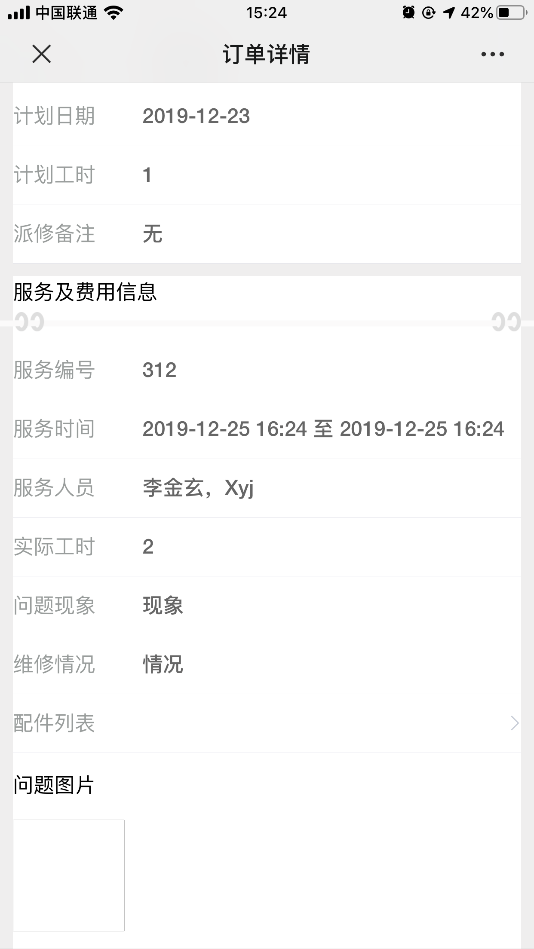 中国联通 15:24 42%
订单详情
计划日期 2019-12-23
计划工时 1
派修备注 无
服务及费用信息
服务编号 312
服务时间 2019-12-25 16:24 至 2019-12-25 16:24
服务人员 李金玄，Xyj
实际工时 2
问题现象 现象
维修情况 情况
配件列表
问题图片